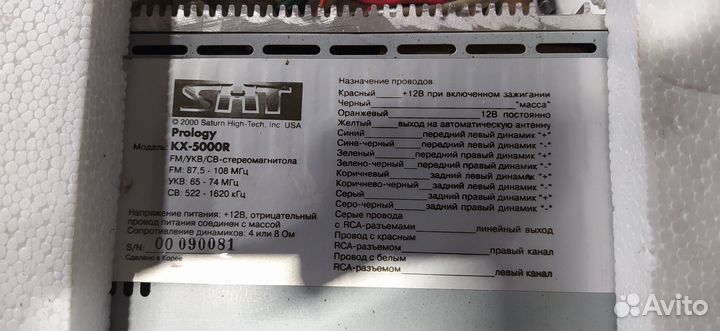 SHT
© 2000 Saturn High-Tech, Inc. USA
Prology
Модель: KX-5000R
FM/УКВ/СВ-стереомагнитола
FM: 87,5 - 108 МГц
УКВ: 65 - 74 МГц
СВ: 522 - 1620 кГц
Напряжение питания: +12В, отрицательный
провод питания соединен с массой
Сопротивление динамиков: 4 или 8 Ом
S/N: 00 090081
Сделано в Корее
Назначение проводов:
Красный +12В при включенном зажигании
Черный "масса"
Оранжевый 12В постоянно
Желтый выход на автоматическую антенну
Синий передний левый динамик "+"
Сине-черный передний левый динамик "-"
Зеленый передний правый динамик "+"
Зелено-черный передний правый динамик "-"
Коричневый задний левый динамик "+"
Коричнево-черный задний левый динамик "-"
Серый задний правый динамик "+"
Серо-черный задний правый динамик "-"
Серые провода
с RCA-разъемами линейный выход
Провод с красным
RCA-разъемом правый канал
Провод с белым
RCA-разъемом левый канал
Avito